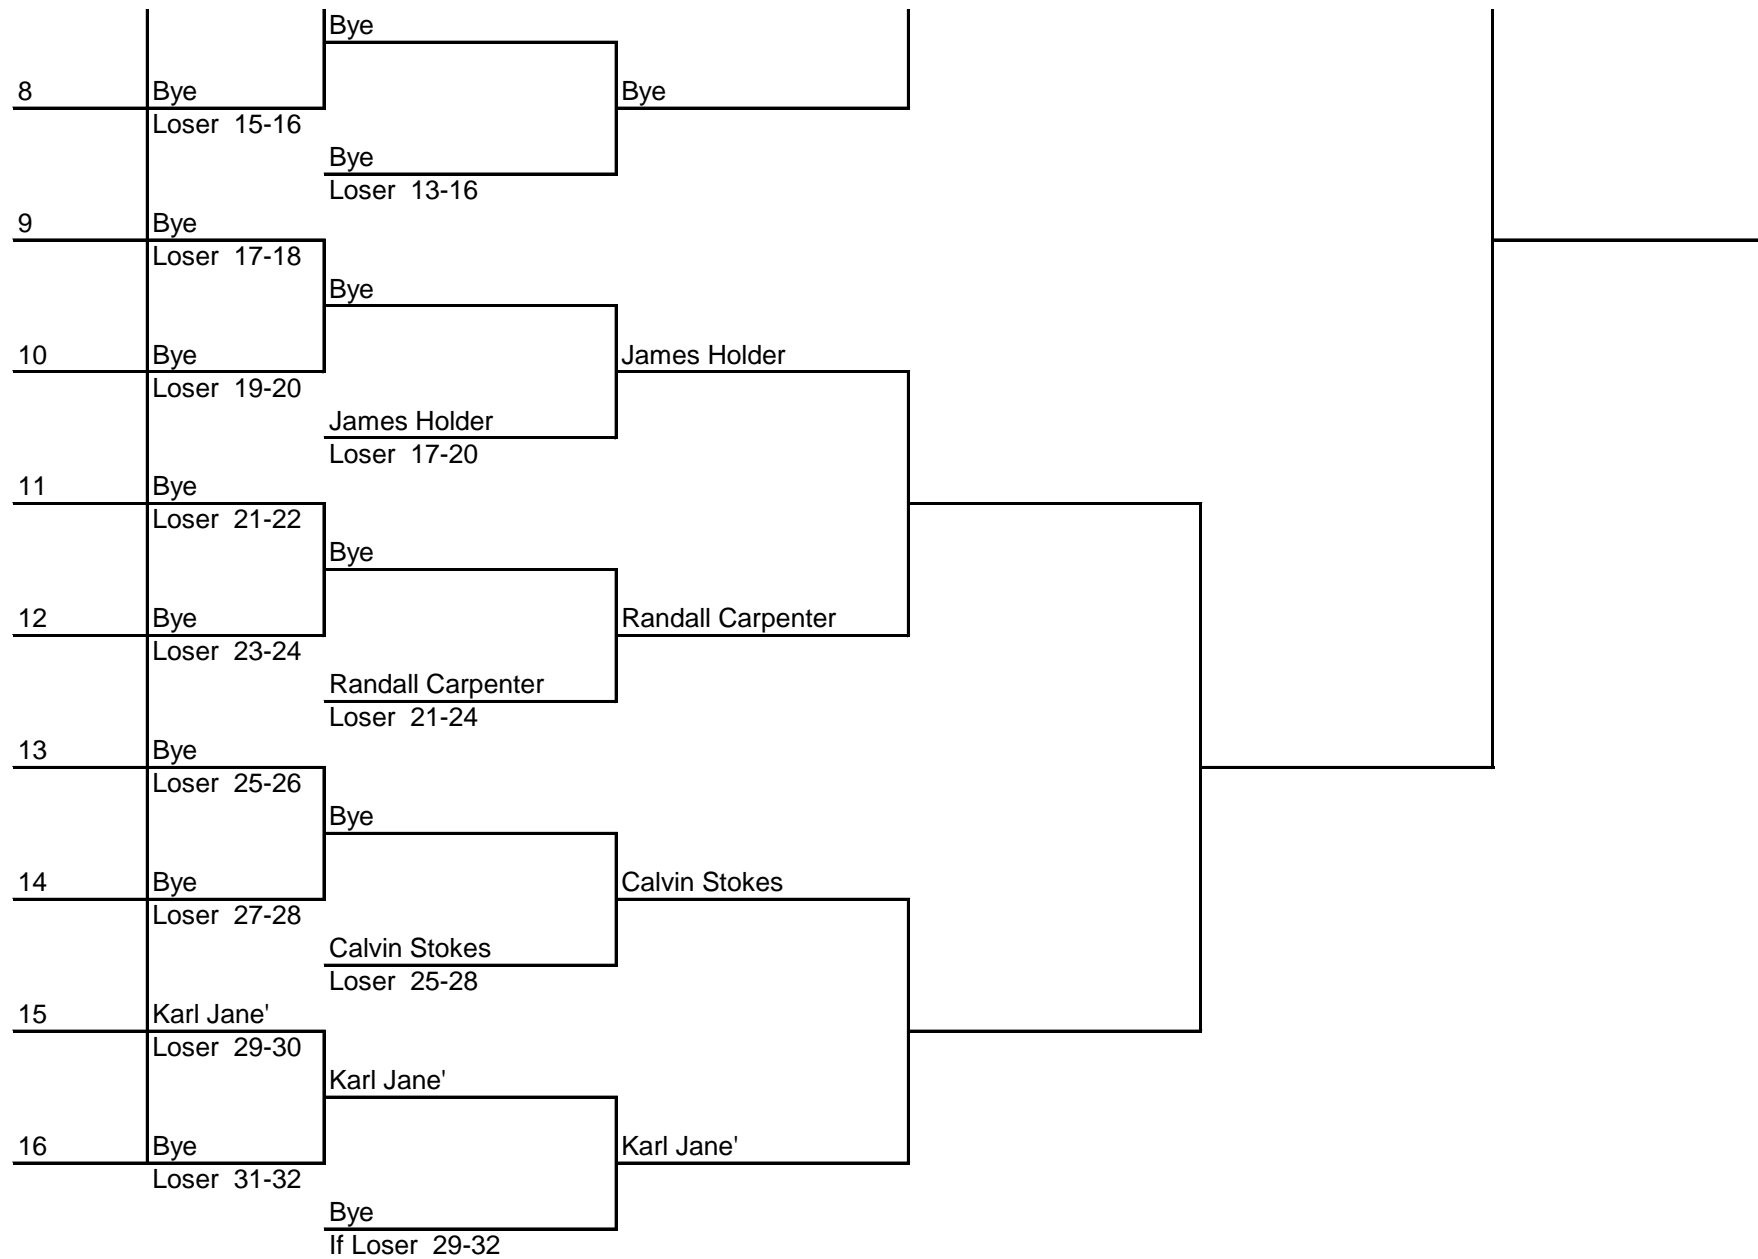 Bye
8 Bye Bye
Loser 15-16
Bye
Loser 13-16
9 Bye
Loser 17-18
Bye
10 Bye James Holder
Loser 19-20
James Holder
Loser 17-20
11 Bye
Loser 21-22
Bye
12 Bye Randall Carpenter
Loser 23-24
Randall Carpenter
Loser 21-24
13 Bye
Loser 25-26
Bye
14 Bye Calvin Stokes
Loser 27-28
Calvin Stokes
Loser 25-28
15 Karl Jane'
Loser 29-30
Karl Jane'
16 Bye Karl Jane'
Loser 31-32
Bye
If Loser 29-32